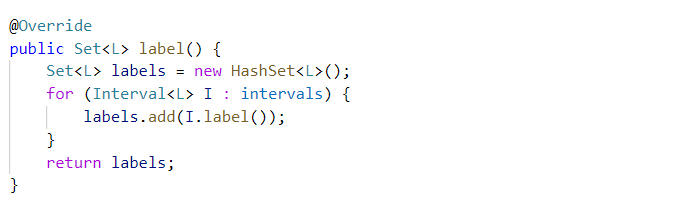 @Override
public Set<L> label() {
    Set<L> labels = new HashSet<L>();
    for (Interval<L> I : intervals) {
        labels.add(I.label());
    }
    return labels;
}